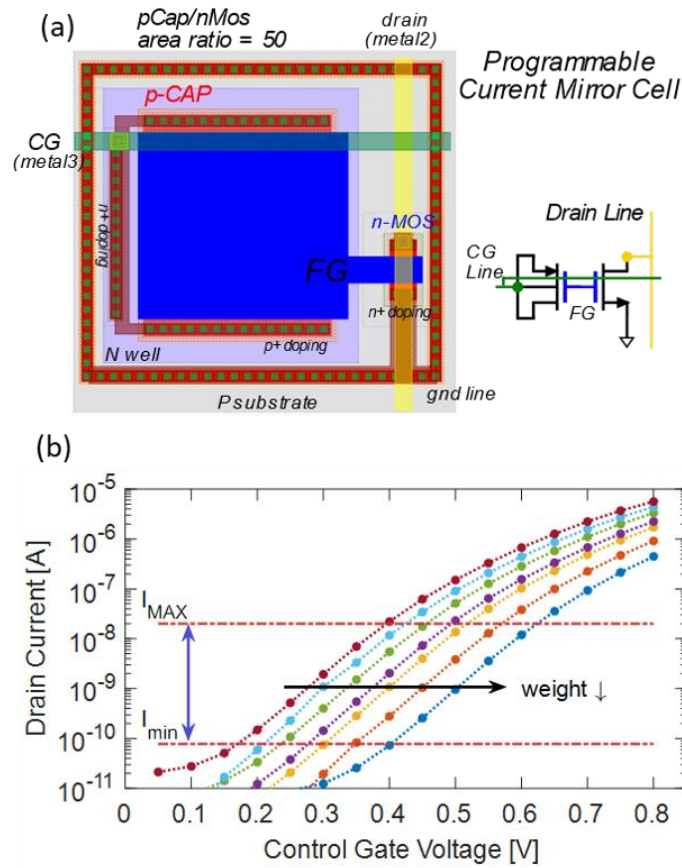 (a)
pCap/nMos
area ratio = 50
drain
(metal2)
Programmable
Current Mirror Cell
p-CAP
CG
(metal3)
n+ doping
n-MOS
FG
n+ doping
p+ doping
N well
P substrate
gnd line
Drain Line
CG
Line
FG
(b)
Drain Current [A]
10^-5
10^-6
10^-7
10^-8
10^-9
10^-10
10^-11
I_MAX
I_min
weight ↓
0 0.1 0.2 0.3 0.4 0.5 0.6 0.7 0.8
Control Gate Voltage [V]